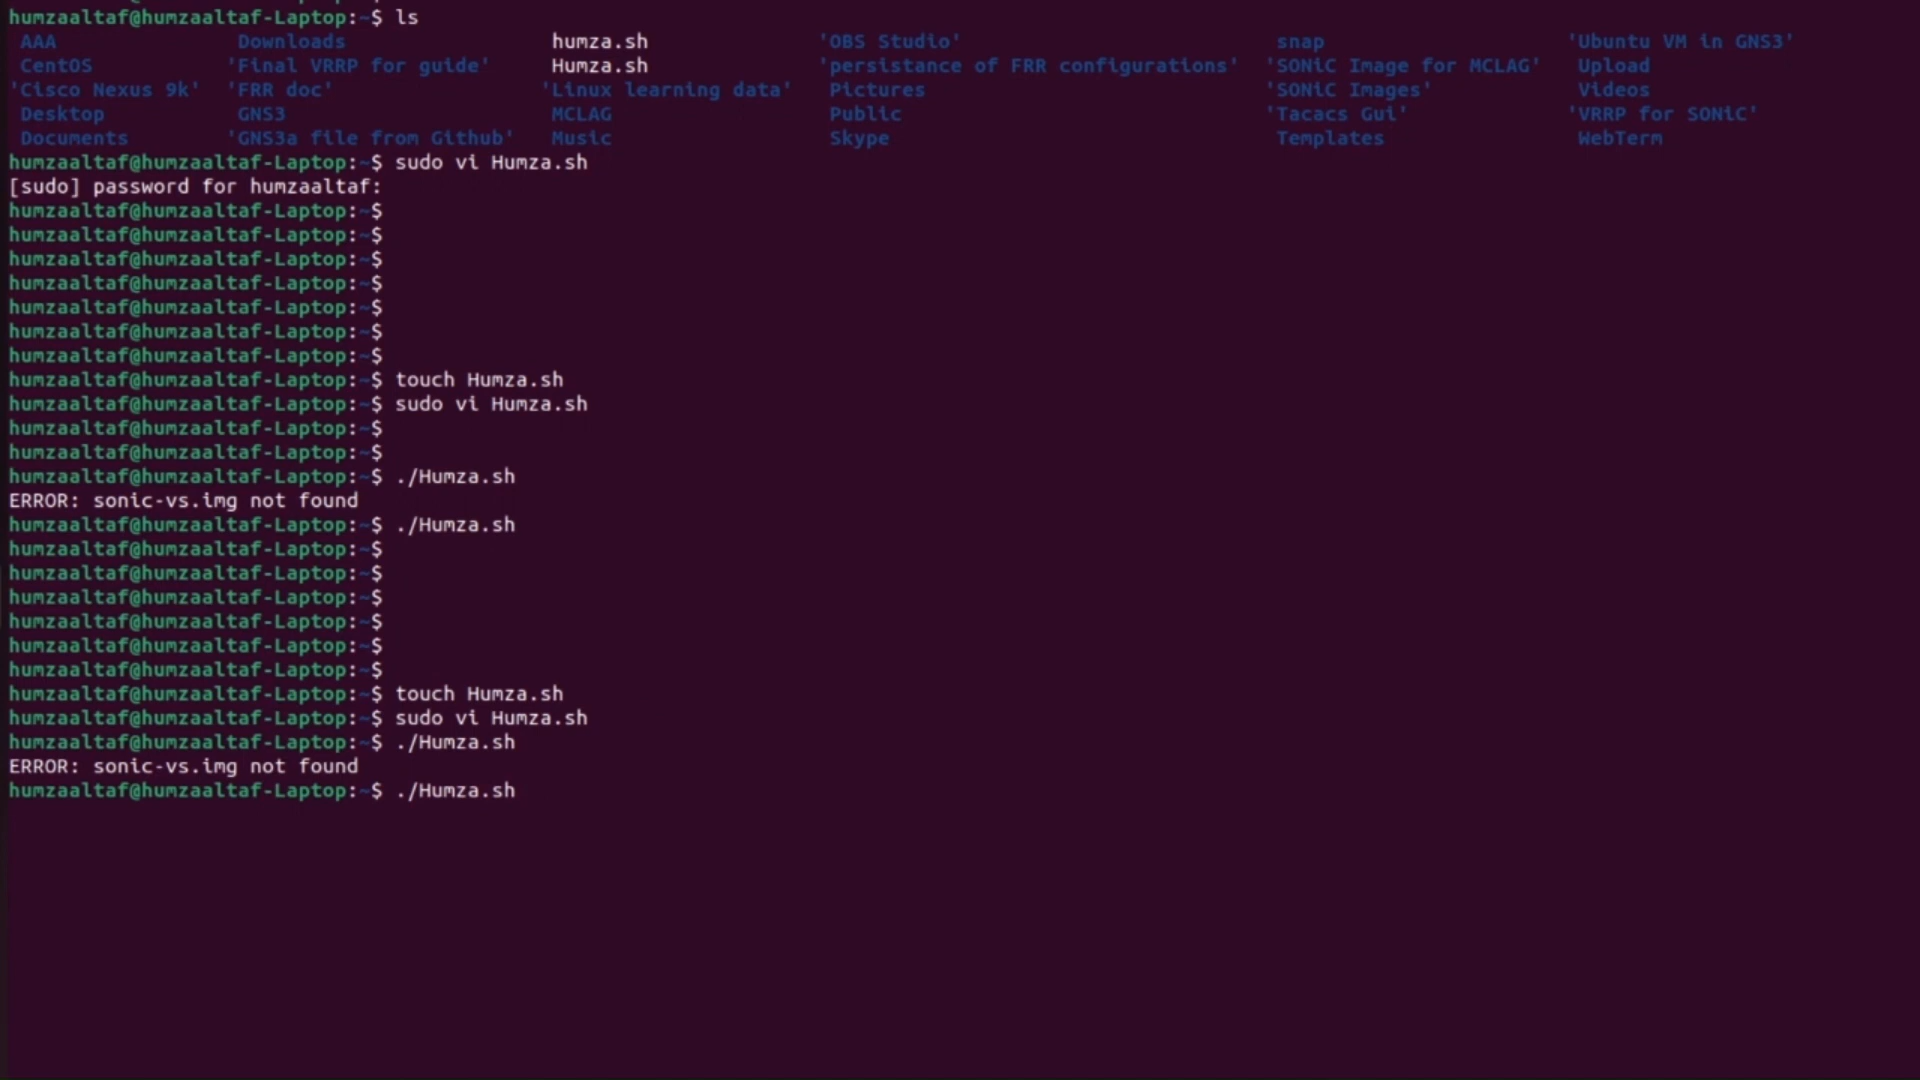 humzaaltaf@humzaaltaf-Laptop:~$ ls
AAA Downloads humza.sh 'OBS Studio' snap 'Ubuntu VM in GNS3'
CentOS 'Final VRRP for guide' Humza.sh 'persistance of FRR configurations' 'SONiC Image for MCLAG' Upload
'Cisco Nexus 9k' 'FRR doc' 'Linux learning data' Pictures 'SONiC Images' Videos
Desktop GNS3 MCLAG Public 'Tacacs Gui' 'VRRP for SONiC'
Documents 'GNS3a file from Github' Music Skype Templates WebTerm
humzaaltaf@humzaaltaf-Laptop:~$ sudo vi Humza.sh
[sudo] password for humzaaltaf:
humzaaltaf@humzaaltaf-Laptop:~$
humzaaltaf@humzaaltaf-Laptop:~$
humzaaltaf@humzaaltaf-Laptop:~$
humzaaltaf@humzaaltaf-Laptop:~$
humzaaltaf@humzaaltaf-Laptop:~$
humzaaltaf@humzaaltaf-Laptop:~$
humzaaltaf@humzaaltaf-Laptop:~$
humzaaltaf@humzaaltaf-Laptop:~$ touch Humza.sh
humzaaltaf@humzaaltaf-Laptop:~$ sudo vi Humza.sh
humzaaltaf@humzaaltaf-Laptop:~$
humzaaltaf@humzaaltaf-Laptop:~$
humzaaltaf@humzaaltaf-Laptop:~$ ./Humza.sh
ERROR: sonic-vs.img not found
humzaaltaf@humzaaltaf-Laptop:~$ ./Humza.sh
humzaaltaf@humzaaltaf-Laptop:~$
humzaaltaf@humzaaltaf-Laptop:~$
humzaaltaf@humzaaltaf-Laptop:~$
humzaaltaf@humzaaltaf-Laptop:~$
humzaaltaf@humzaaltaf-Laptop:~$
humzaaltaf@humzaaltaf-Laptop:~$
humzaaltaf@humzaaltaf-Laptop:~$ touch Humza.sh
humzaaltaf@humzaaltaf-Laptop:~$ sudo vi Humza.sh
humzaaltaf@humzaaltaf-Laptop:~$ ./Humza.sh
ERROR: sonic-vs.img not found
humzaaltaf@humzaaltaf-Laptop:~$ ./Humza.sh